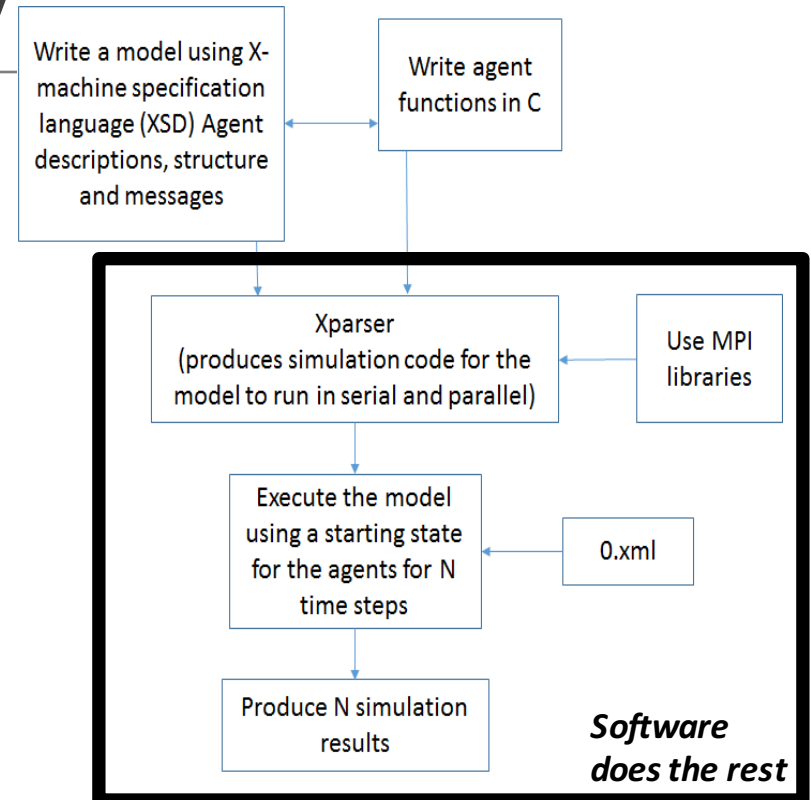 Write a model using X-
machine specification
language (XSD) Agent
descriptions, structure
and messages
Write agent
functions in C
Xparser
(produces simulation code for the
model to run in serial and parallel)
Use MPI
libraries
Execute the model
using a starting state
for the agents for N
time steps
0.xml
Produce N simulation
results
Software
does the rest